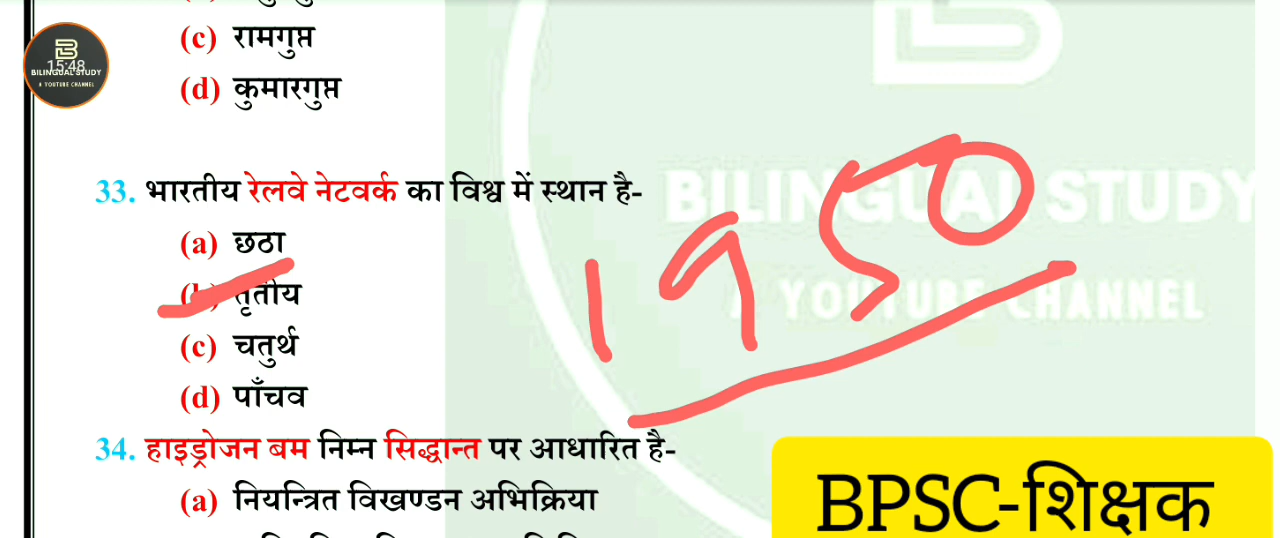 (c) रामगुप्त
(d) कुमारगुप्त
BILINGUAL STUDY
A YOUTUBE CHANNEL
15:48
33. भारतीय रेलवे नेटवर्क का विश्व में स्थान है-
(a) छठा
(b) तृतीय
(c) चतुर्थ
(d) पाँचव
1950
BILINGUAL STUDY
A YOUTUBE CHANNEL
34. हाइड्रोजन बम निम्न सिद्धान्त पर आधारित है-
(a) नियन्त्रित विखण्डन अभिक्रिया
BPSC-शिक्षक